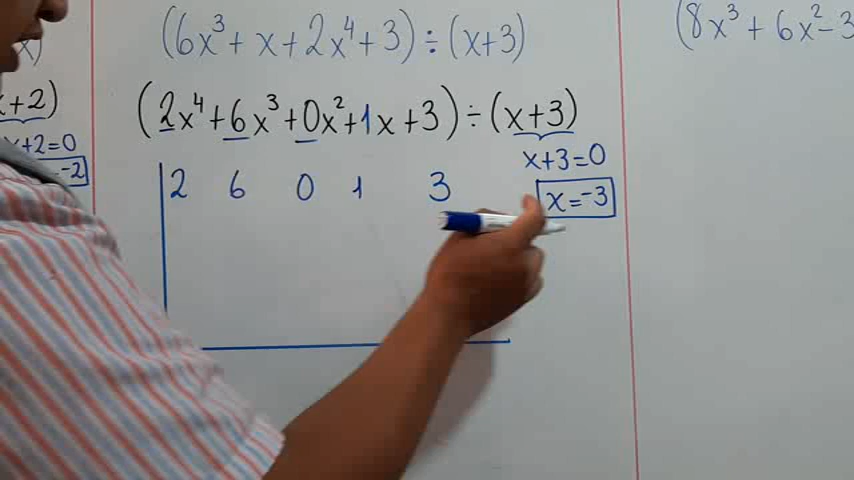 x)
x+2)
x+2=0
-2
(6x³+x+2x⁴+3)÷(x+3)
(2x⁴+6x³+0x²+1x+3)÷(x+3)
x+3=0
x=-3
2 6 0 1 3
(8x³+6x²-3